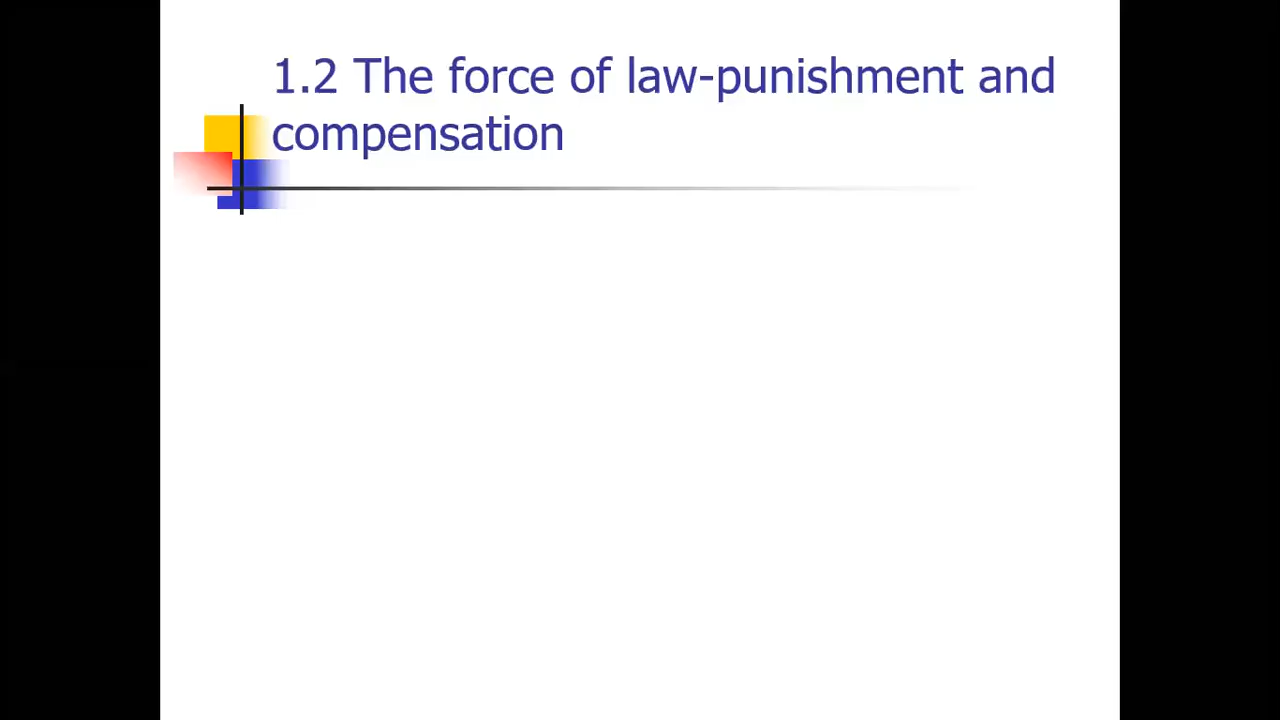 1.2 The force of law-punishment and
compensation